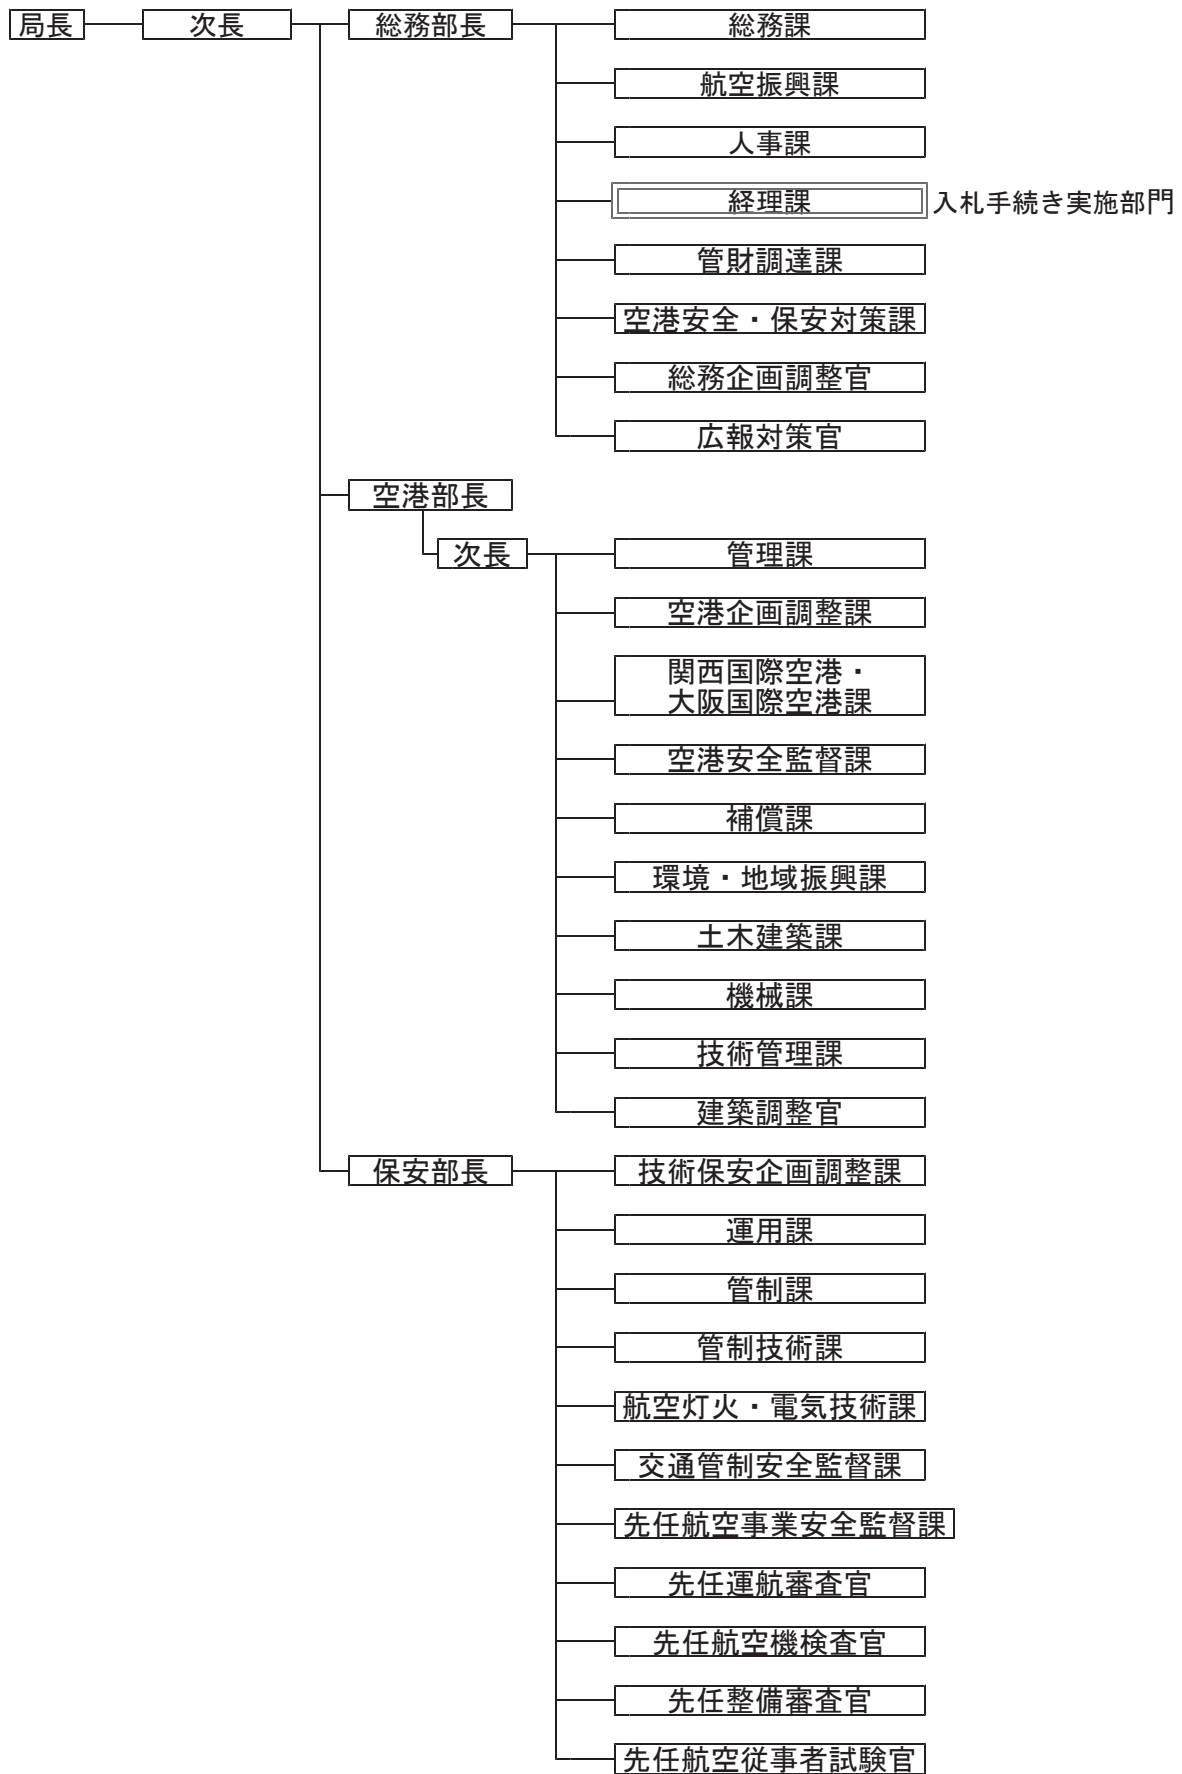 局長
次長
総務部長
総務課
航空振興課
人事課
経理課
入札手続き実施部門
管財調達課
空港安全・保安対策課
総務企画調整官
広報対策官
空港部長
次長
管理課
空港企画調整課
関西国際空港・
大阪国際空港課
空港安全監督課
補償課
環境・地域振興課
土木建築課
機械課
技術管理課
建築調整官
保安部長
技術保安企画調整課
運用課
管制課
管制技術課
航空灯火・電気技術課
交通管制安全監督課
先任航空事業安全監督課
先任運航審査官
先任航空機検査官
先任整備審査官
先任航空従事者試験官